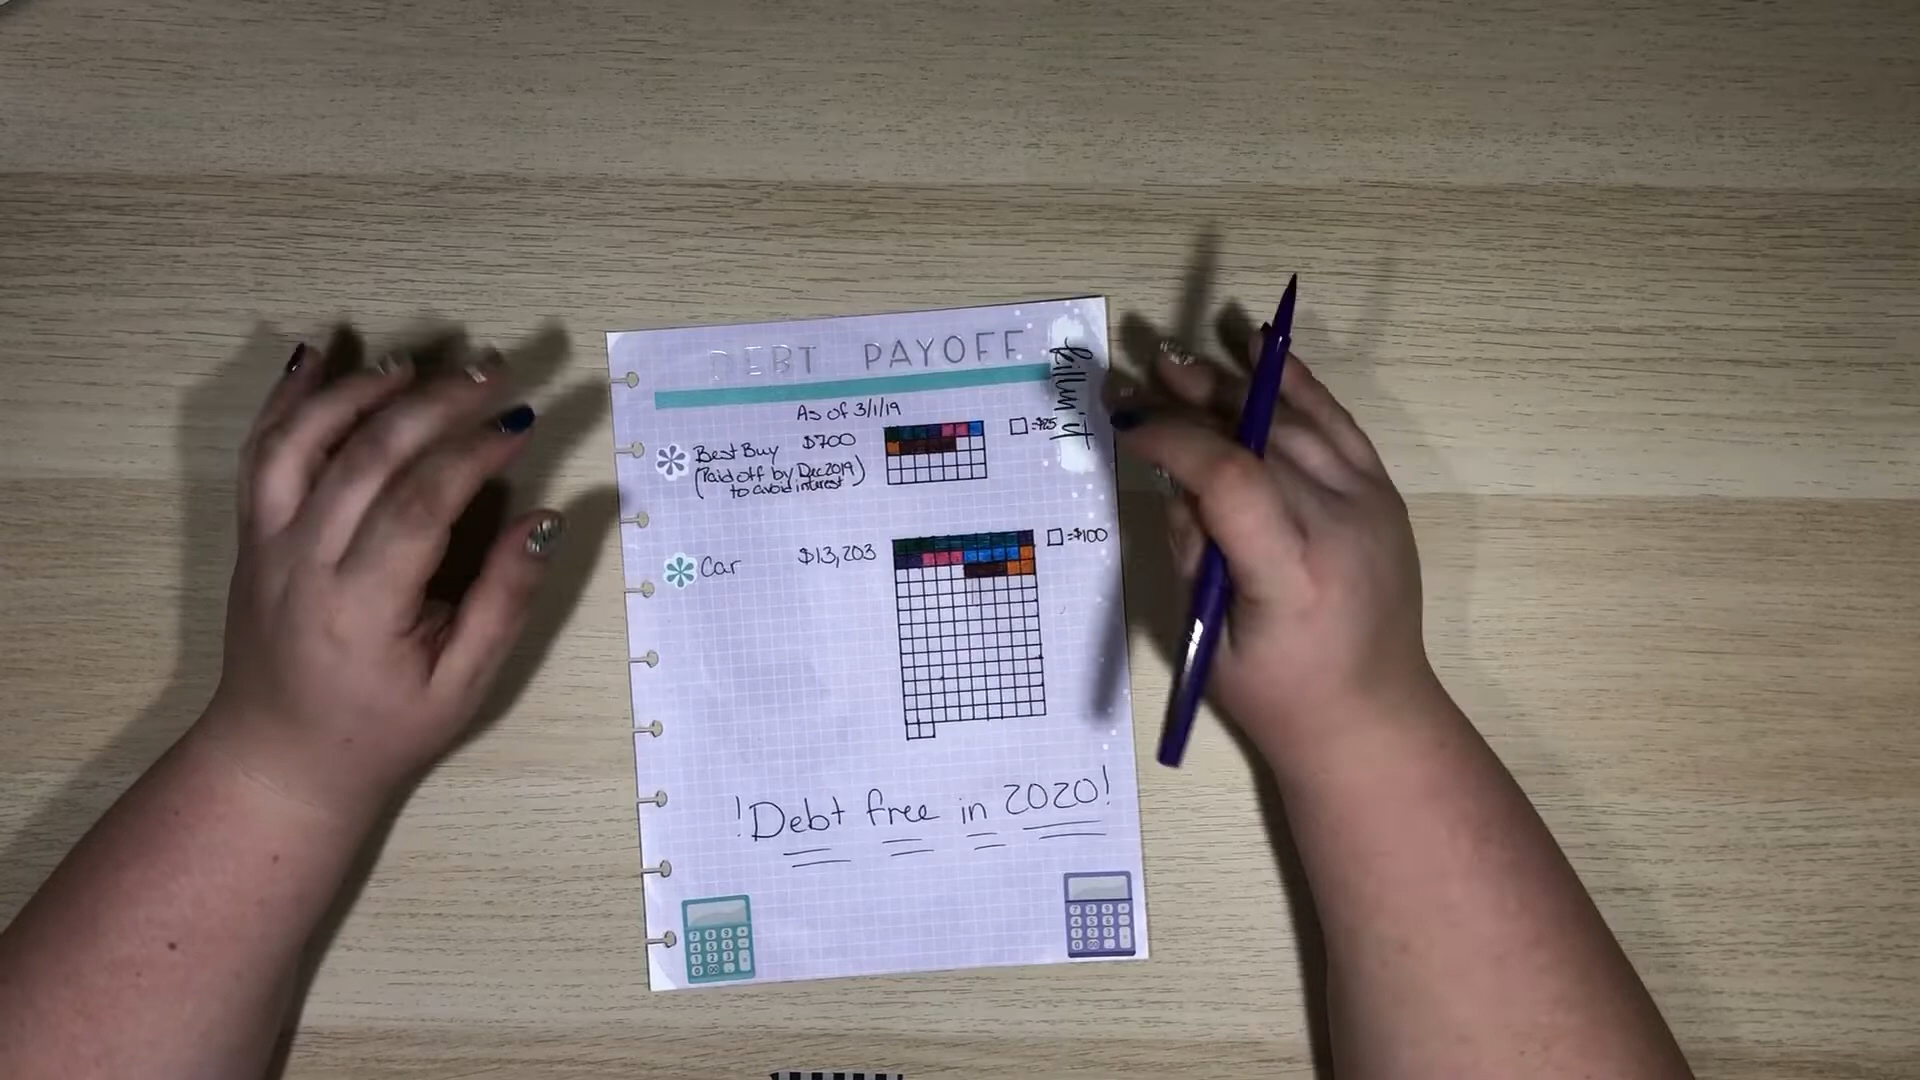 DEBT PAYOFF
killin' it
As of 3/1/19
Best Buy $700
□ = $25
(Paid off by Dec 2019
to avoid interest)
Car $13,203
□ = $100
! Debt free in 2020!